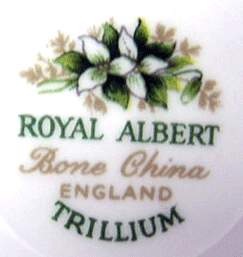 ROYAL ALBERT
Bone China
ENGLAND
TRILLIUM